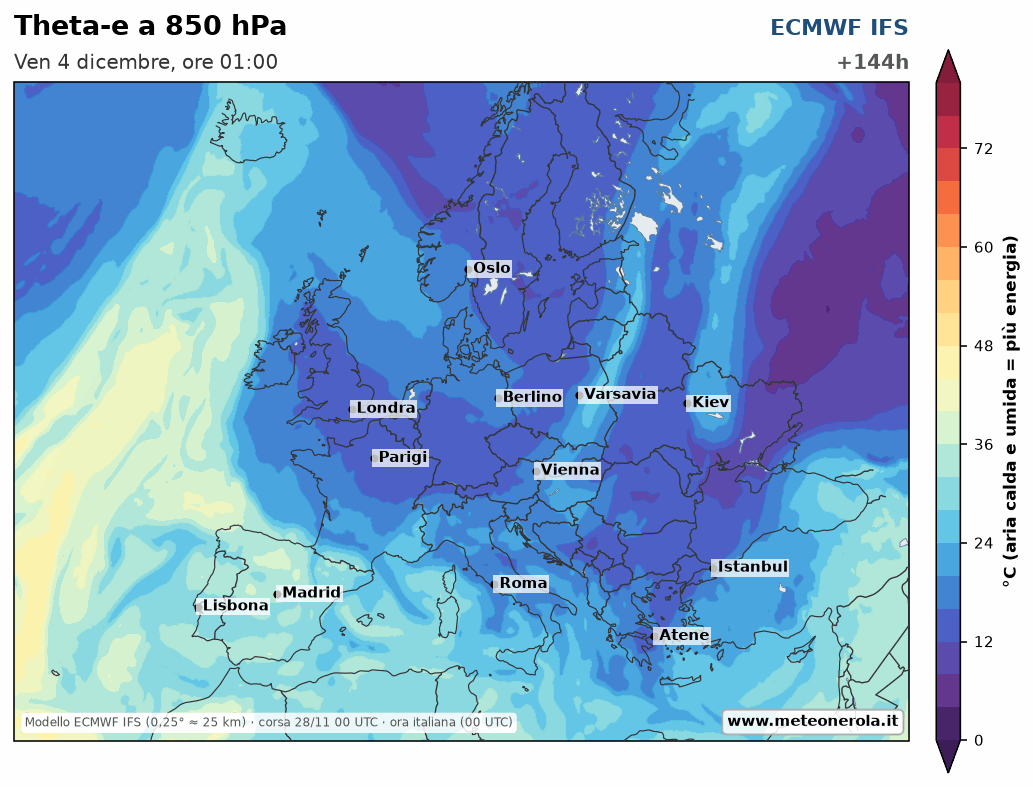 Theta-e a 850 hPa
ECMWF IFS
Ven 4 dicembre, ore 01:00
+144h
72
60
48
36
24
12
0
°C (aria calda e umida = più energia)
Oslo
Londra
Berlino
Varsavia
Kiev
Parigi
Vienna
Roma
Istanbul
Madrid
Lisbona
Atene
Modello ECMWF IFS (0,25° ≈ 25 km) · corsa 28/11 00 UTC · ora italiana (00 UTC)
www.meteonerola.it